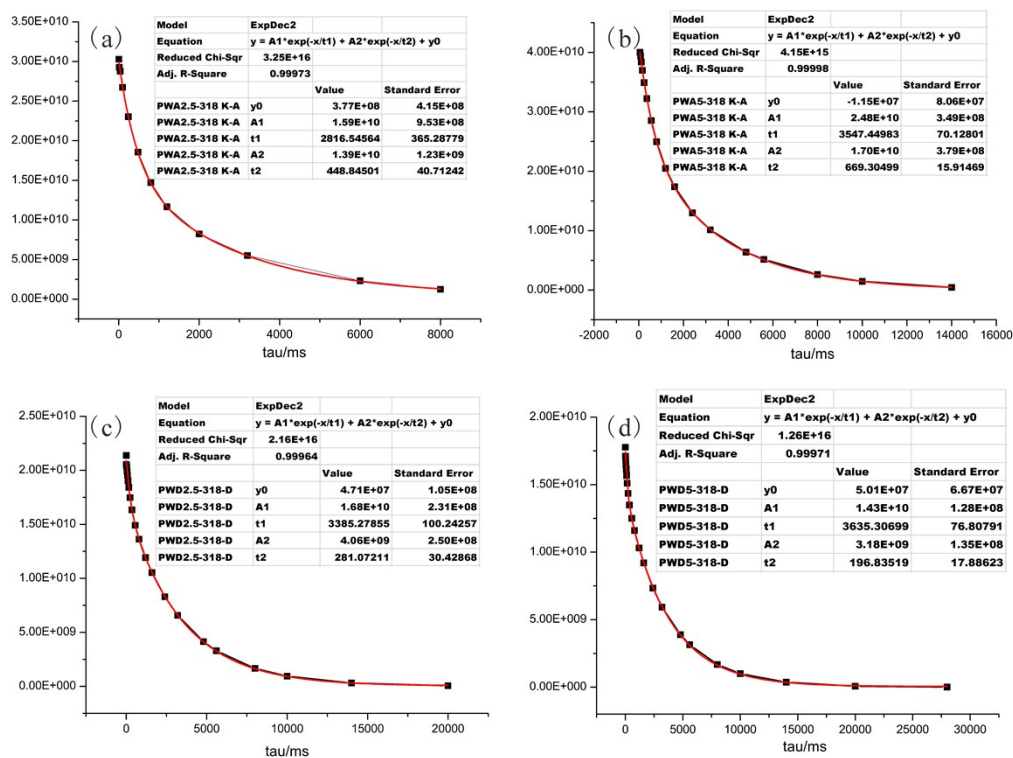 (a)
3.50E+010
3.00E+010
2.50E+010
2.00E+010
1.50E+010
1.00E+010
5.00E+009
0.00E+000
Model ExpDec2
Equation y = A1*exp(-x/t1) + A2*exp(-x/t2) + y0
Reduced Chi-Sqr 3.25E+16
Adj. R-Square 0.99973
Value Standard Error
PWA2.5-318 K-A y0 3.77E+08 4.15E+08
PWA2.5-318 K-A A1 1.59E+10 9.53E+08
PWA2.5-318 K-A t1 2816.54564 365.28779
PWA2.5-318 K-A A2 1.39E+10 1.23E+09
PWA2.5-318 K-A t2 448.84501 40.71242
0 2000 4000 6000 8000
tau/ms
(b)
4.00E+010
3.00E+010
2.00E+010
1.00E+010
0.00E+000
Model ExpDec2
Equation y = A1*exp(-x/t1) + A2*exp(-x/t2) + y0
Reduced Chi-Sqr 4.15E+15
Adj. R-Square 0.99998
Value Standard Error
PWA5-318 K-A y0 -1.15E+07 8.06E+07
PWA5-318 K-A A1 2.48E+10 3.49E+08
PWA5-318 K-A t1 3547.44983 70.12801
PWA5-318 K-A A2 1.70E+10 3.79E+08
PWA5-318 K-A t2 669.30499 15.91469
-2000 0 2000 4000 6000 8000 10000 12000 14000 16000
tau/ms
(c)
2.50E+010
2.00E+010
1.50E+010
1.00E+010
5.00E+009
0.00E+000
Model ExpDec2
Equation y = A1*exp(-x/t1) + A2*exp(-x/t2) + y0
Reduced Chi-Sqr 2.16E+16
Adj. R-Square 0.99964
Value Standard Error
PWD2.5-318-D y0 4.71E+07 1.05E+08
PWD2.5-318-D A1 1.68E+10 2.31E+08
PWD2.5-318-D t1 3385.27855 100.24257
PWD2.5-318-D A2 4.06E+09 2.50E+08
PWD2.5-318-D t2 281.07211 30.42868
0 5000 10000 15000 20000
tau/ms
(d)
2.00E+010
1.50E+010
1.00E+010
5.00E+009
0.00E+000
Model ExpDec2
Equation y = A1*exp(-x/t1) + A2*exp(-x/t2) + y0
Reduced Chi-Sqr 1.26E+16
Adj. R-Square 0.99971
Value Standard Error
PWD5-318-D y0 5.01E+07 6.67E+07
PWD5-318-D A1 1.43E+10 1.28E+08
PWD5-318-D t1 3635.30699 76.80791
PWD5-318-D A2 3.18E+09 1.35E+08
PWD5-318-D t2 196.83519 17.88623
0 5000 10000 15000 20000 25000 30000
tau/ms